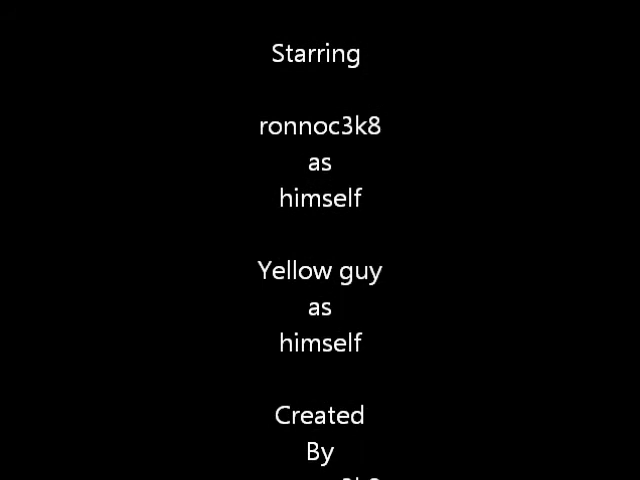 Starring
ronnoc3k8
as
himself
Yellow guy
as
himself
Created
By